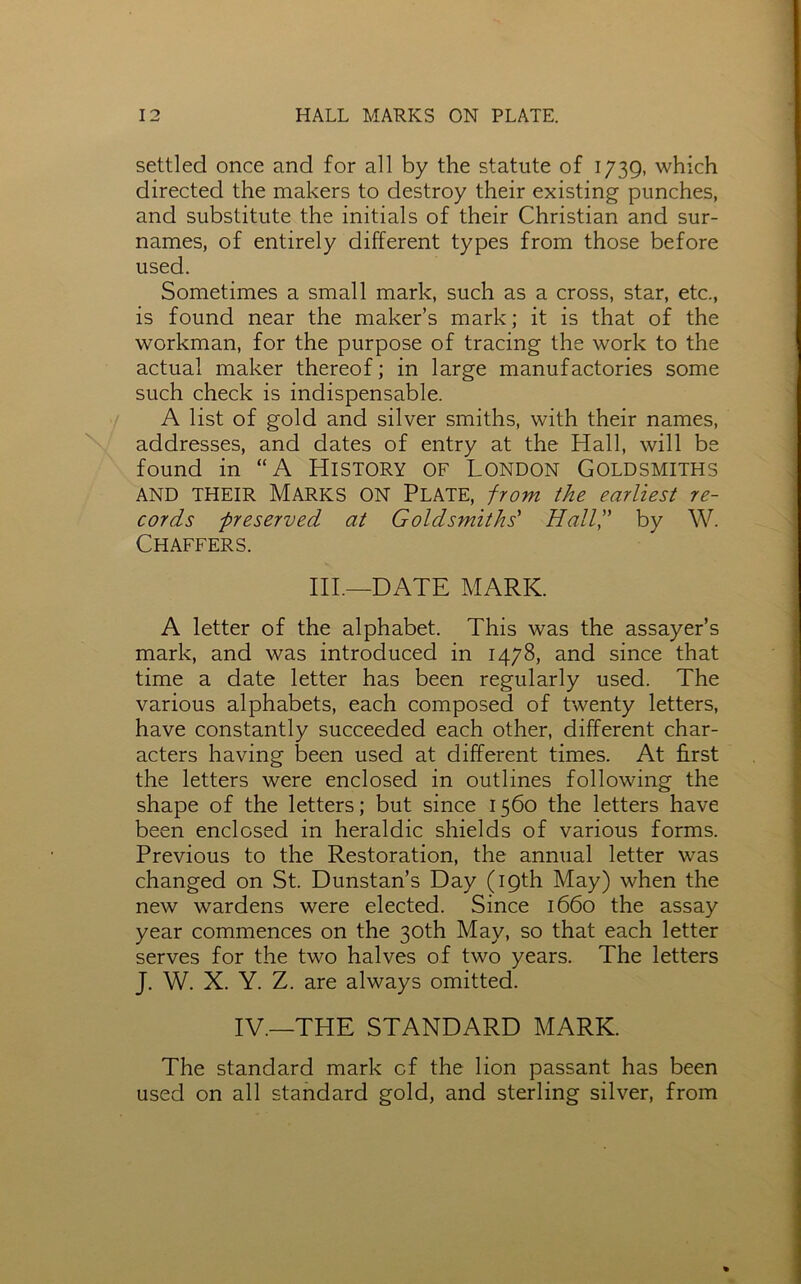 12 HALL MARKS ON PLATE.
settled once and for all by the statute of 1739, which
directed the makers to destroy their existing punches,
and substitute the initials of their Christian and sur-
names, of entirely different types from those before
used.
Sometimes a small mark, such as a cross, star, etc.,
is found near the maker's mark; it is that of the
workman, for the purpose of tracing the work to the
actual maker thereof; in large manufactories some
such check is indispensable.
A list of gold and silver smiths, with their names,
addresses, and dates of entry at the Hall, will be
found in “A HISTORY OF LONDON GOLDSMITHS
AND THEIR MARKS ON PLATE, from the earliest re-
cords preserved at Goldsmiths' Hall,” by W.
CHAFFERS.
III.—DATE MARK.
A letter of the alphabet. This was the assayer's
mark, and was introduced in 1478, and since that
time a date letter has been regularly used. The
various alphabets, each composed of twenty letters,
have constantly succeeded each other, different char-
acters having been used at different times. At first
the letters were enclosed in outlines following the
shape of the letters; but since 1560 the letters have
been enclosed in heraldic shields of various forms.
Previous to the Restoration, the annual letter was
changed on St. Dunstan's Day (19th May) when the
new wardens were elected. Since 1660 the assay
year commences on the 30th May, so that each letter
serves for the two halves of two years. The letters
J. W. X. Y. Z. are always omitted.
IV.—THE STANDARD MARK.
The standard mark of the lion passant has been
used on all standard gold, and sterling silver, from